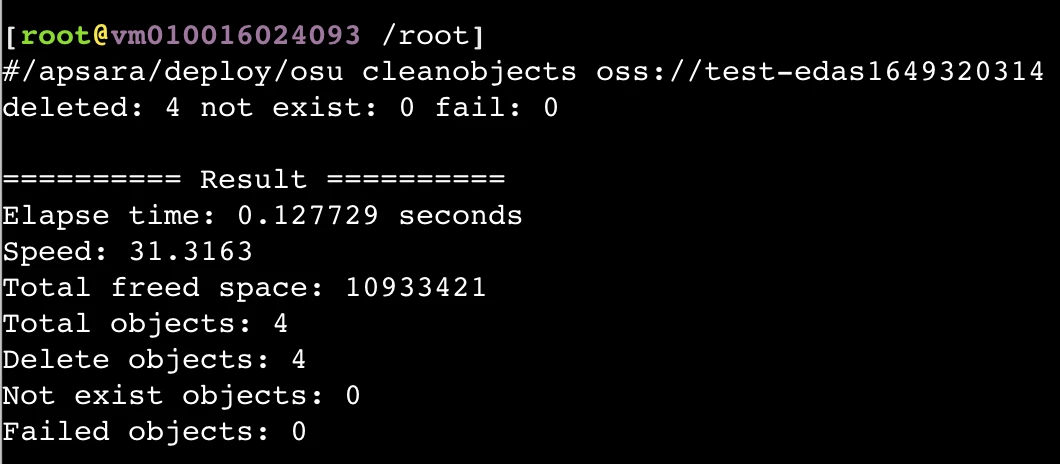 [root@vm010016024093 /root]
#/apsara/deploy/osu cleanobjects oss://test-edas1649320314
deleted: 4 not exist: 0 fail: 0
========== Result ==========
Elapse time: 0.127729 seconds
Speed: 31.3163
Total freed space: 10933421
Total objects: 4
Delete objects: 4
Not exist objects: 0
Failed objects: 0